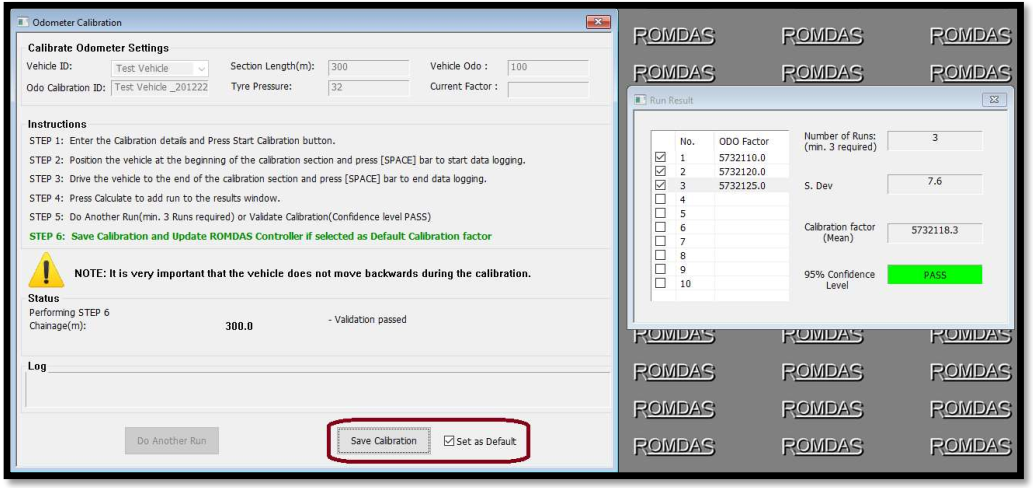 Odometer Calibration
Calibrate Odometer Settings
Vehicle ID: Test Vehicle Section Length(m): 300 Vehicle Odo : 100
Odo Calibration ID: Test Vehicle _201222 Tyre Pressure: 32 Current Factor :
Instructions
STEP 1: Enter the Calibration details and Press Start Calibration button.
STEP 2: Position the vehicle at the beginning of the calibration section and press [SPACE] bar to start data logging.
STEP 3: Drive the vehicle to the end of the calibration section and press [SPACE] bar to end data logging.
STEP 4: Press Calculate to add run to the results window.
STEP 5: Do Another Run(min. 3 Runs required) or Validate Calibration(Confidence level PASS)
STEP 6: Save Calibration and Update ROMDAS Controller if selected as Default Calibration factor
NOTE: It is very important that the vehicle does not move backwards during the calibration.
Status
Performing STEP 6
Chainage(m): 300.0 - Validation passed
Log
Do Another Run Save Calibration Set as Default
ROMDAS ROMDAS ROMDAS
ROMDAS ROMDAS ROMDAS
Run Result
No. ODO Factor
1 5732110.0
2 5732120.0
3 5732125.0
4
5
6
7
8
9
10
Number of Runs: 3
(min. 3 required)
S. Dev 7.6
Calibration factor 5732118.3
(Mean)
95% Confidence PASS
Level
ROMDAS ROMDAS ROMDAS
ROMDAS ROMDAS ROMDAS
ROMDAS ROMDAS ROMDAS
ROMDAS ROMDAS ROMDAS